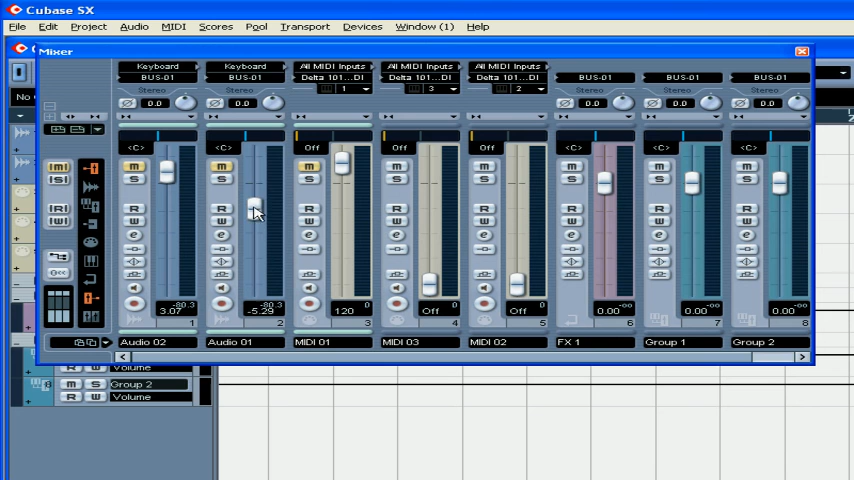 Cubase SX
File Edit Project Audio MIDI Scores Pool Transport Devices Window (1) Help
Mixer
Keyboard Keyboard All MIDI Inputs All MIDI Inputs All MIDI Inputs
BUS-01 BUS-01 Delta 101...DI Delta 101...DI Delta 101...DI BUS-01 BUS-01 BUS-01
Stereo Stereo 1 3 2 Stereo Stereo Stereo
0.0 0.0 0.0 0.0 0.0
<C> <C> Off Off Off <C> <C> <C>
M M M M M M M M M
S S S S S S S S S
R R R R R R R R R
W W W W W W W W W
e e e e e e e e
-80.3 -80.3 0 0 0 -∞ -∞ -∞
3.07 -5.29 120 Off Off 0.00 0.00 0.00
1 2 3 4 5 6 7 8
Audio 02 Audio 01 MIDI 01 MIDI 03 MIDI 02 FX 1 Group 1 Group 2
R W Volume
8 M S Group 2
R W Volume